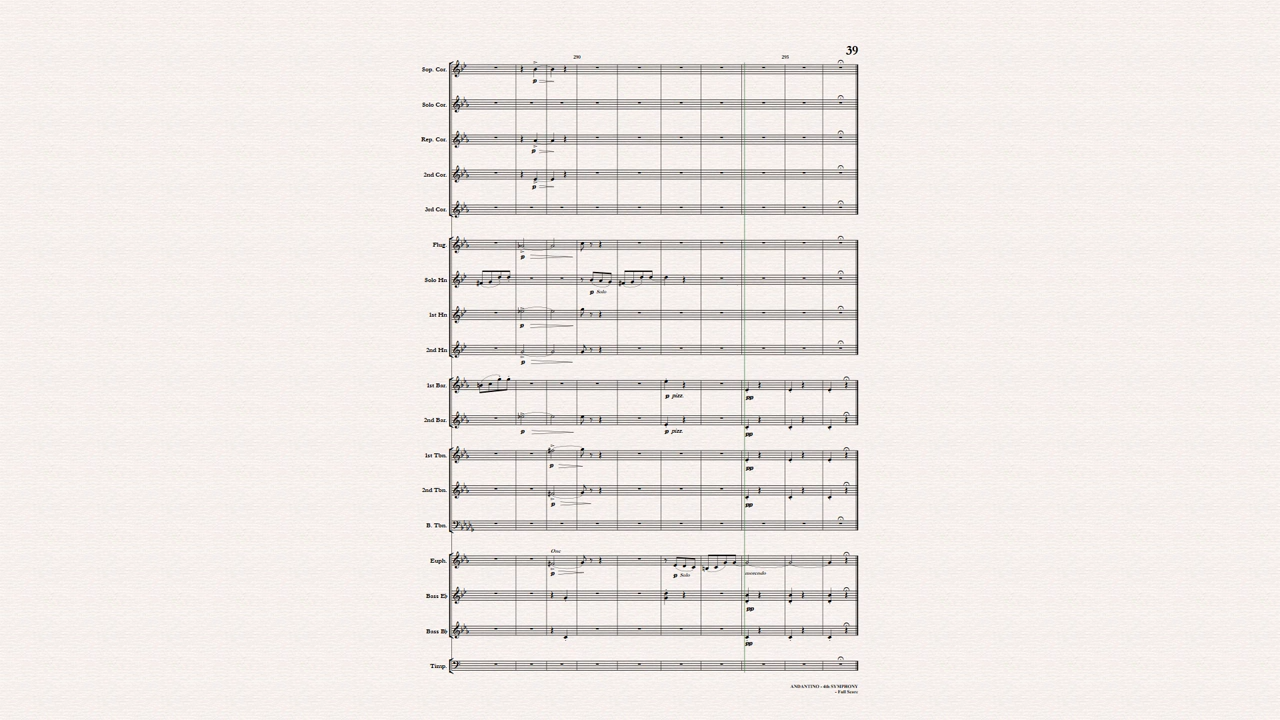 39
290 295
Sop. Cor.
p
Solo Cor.
Rep. Cor.
p
2nd Cor.
p
3rd Cor.
Flug.
p
Solo Hn
p Solo
1st Hn
p
2nd Hn
p
1st Bar.
p pizz. pp
2nd Bar.
p p pizz. pp
1st Tbn.
p pp
2nd Tbn.
p pp
B. Tbn.
One
Euph.
p p Solo morendo
Bass Eb
pp
Bass Bb
pp
Timp.
ANDANTINO - 4th SYMPHONY
- Full Score